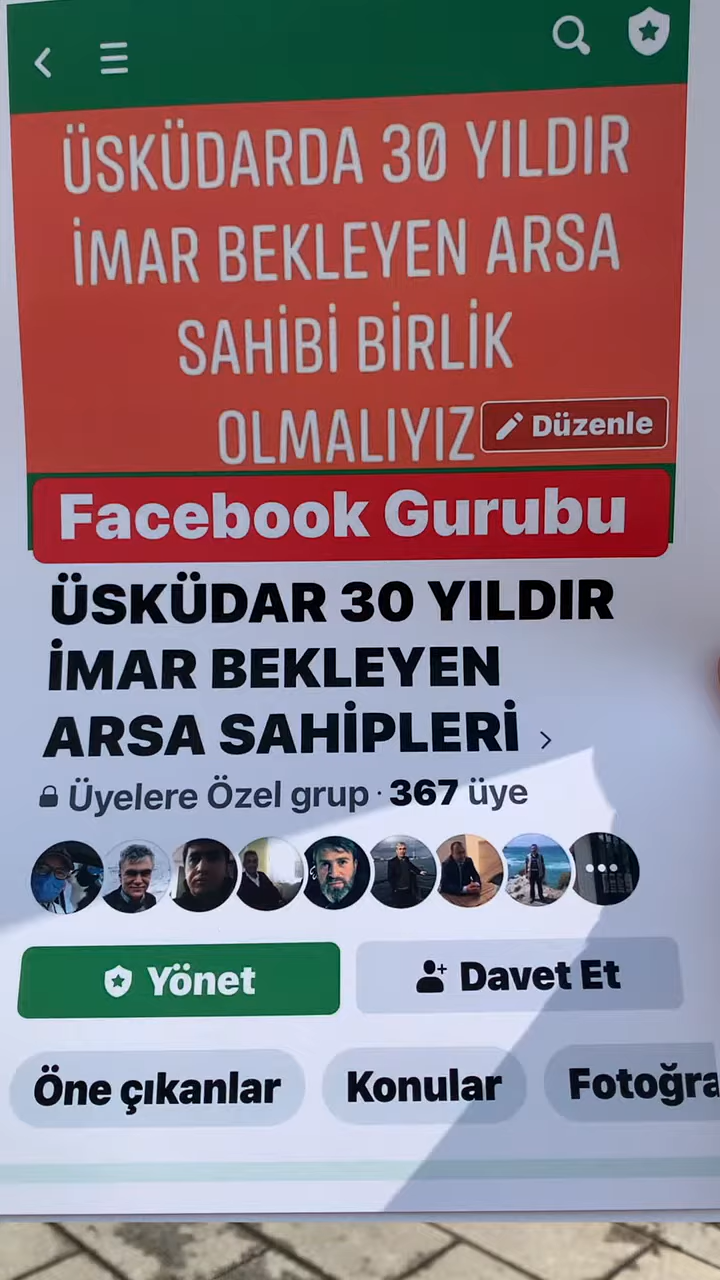 ÜSKÜDARDA 30 YILDIR
İMAR BEKLEYEN ARSA
SAHİBİ BİRLİK
OLMALIYIZ
Düzenle
Facebook Gurubu
ÜSKÜDAR 30 YILDIR
İMAR BEKLEYEN
ARSA SAHİPLERİ
Üyelere Özel grup · 367 üye
Yönet
Davet Et
Öne çıkanlar
Konular
Fotoğra